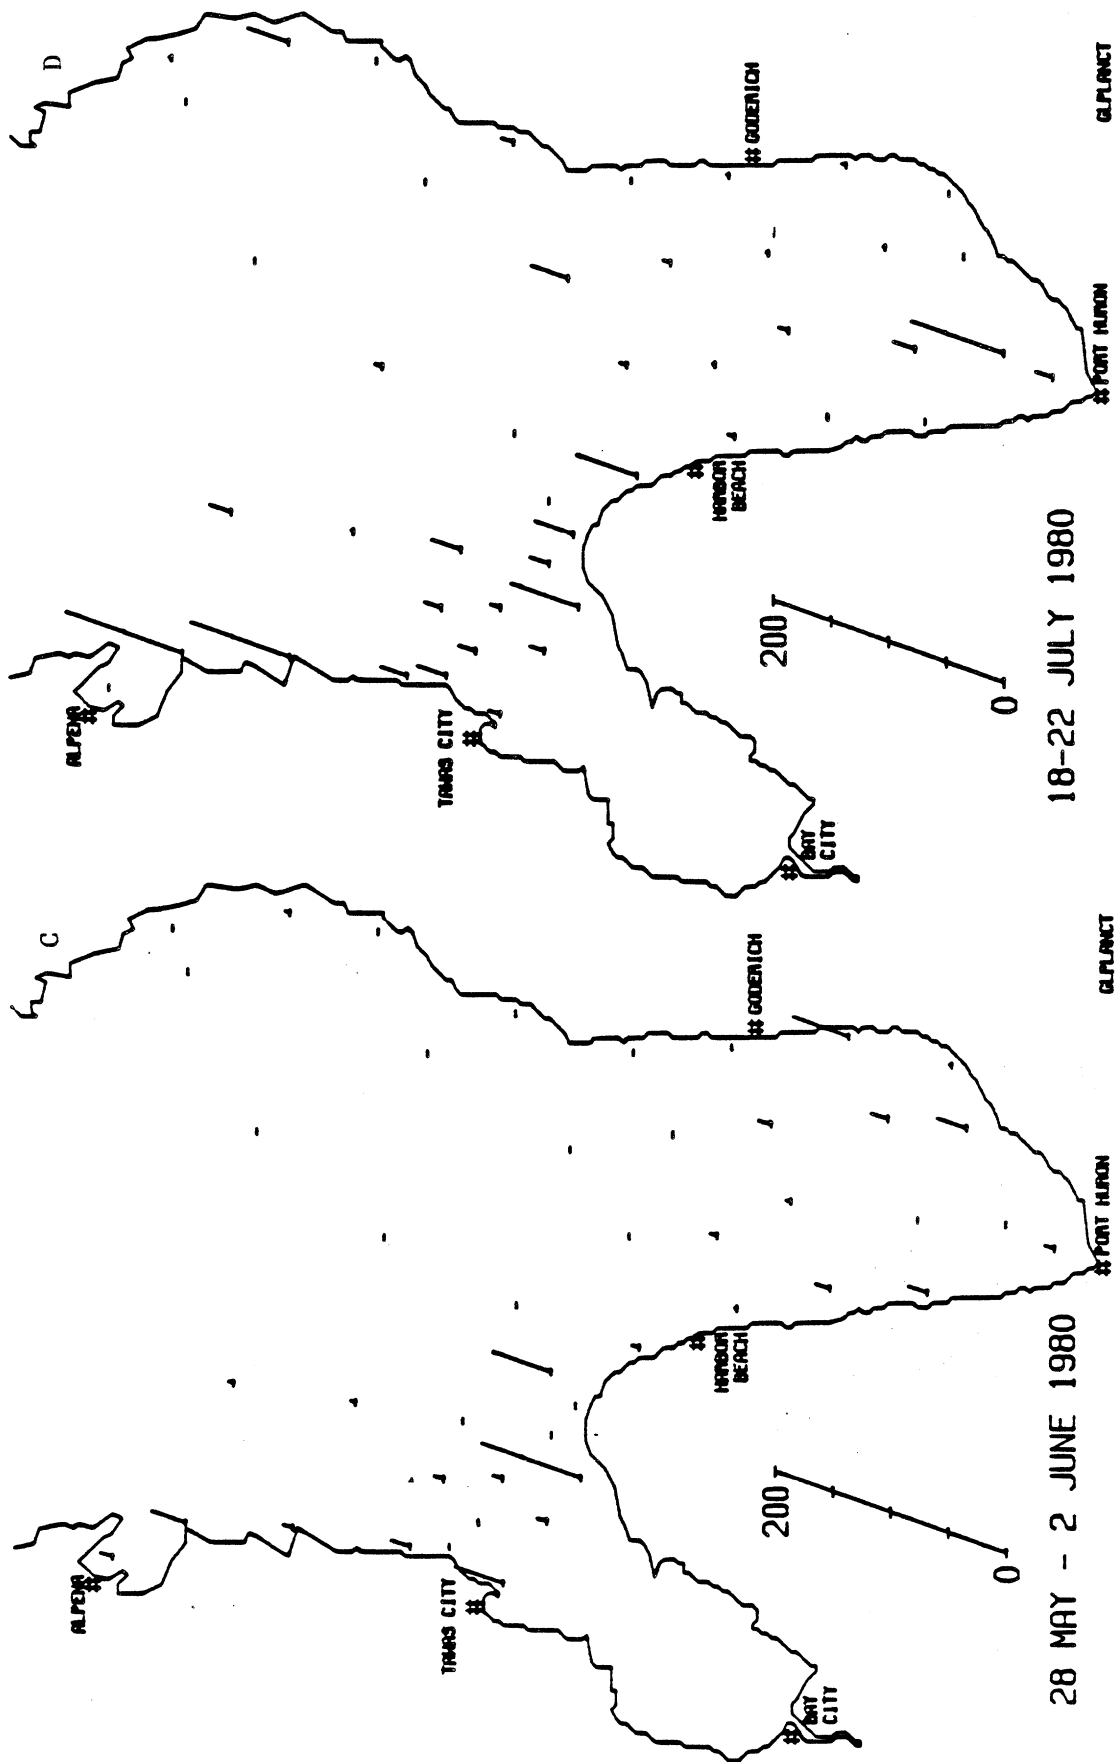 C
ALPENA
#
TAWAS CITY
#
# GODERICH
#
HARBOR
BEACH
200
0
#
BAY
CITY
# PORT HURON
28 MAY - 2 JUNE 1980
GLPLANCT
D
ALPENA
#
TAWAS CITY
#
# GODERICH
#
HARBOR
BEACH
200
0
#
BAY
CITY
# PORT HURON
18-22 JULY 1980
GLPLANCT